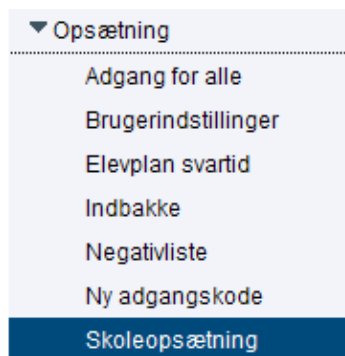 Opsætning
Adgang for alle
Brugerindstillinger
Elevplan svartid
Indbakke
Negativliste
Ny adgangskode
Skoleopsætning